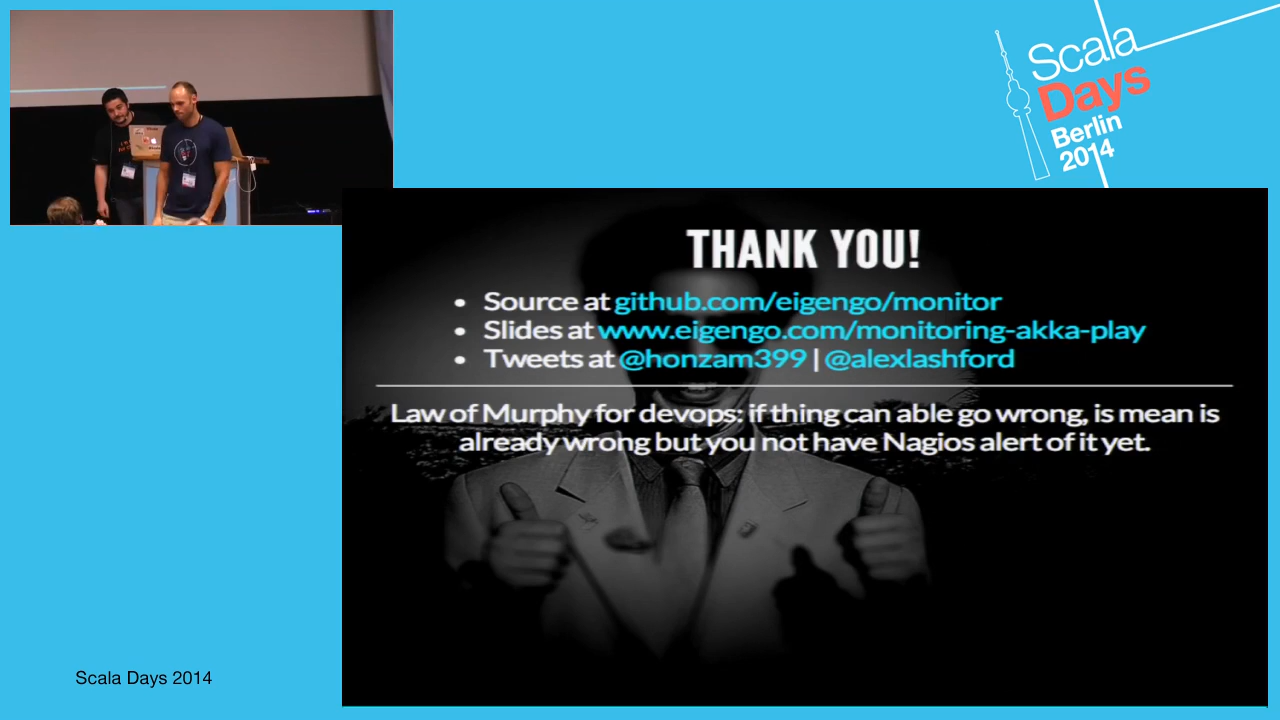 Scala
Days
Berlin
2014
THANK YOU!
• Source at github.com/eigengo/monitor
• Slides at www.eigengo.com/monitoring-akka-play
• Tweets at @honzam399 | @alexlashford
Law of Murphy for devops: if thing can able go wrong, is mean is
already wrong but you not have Nagios alert of it yet.
Scala Days 2014